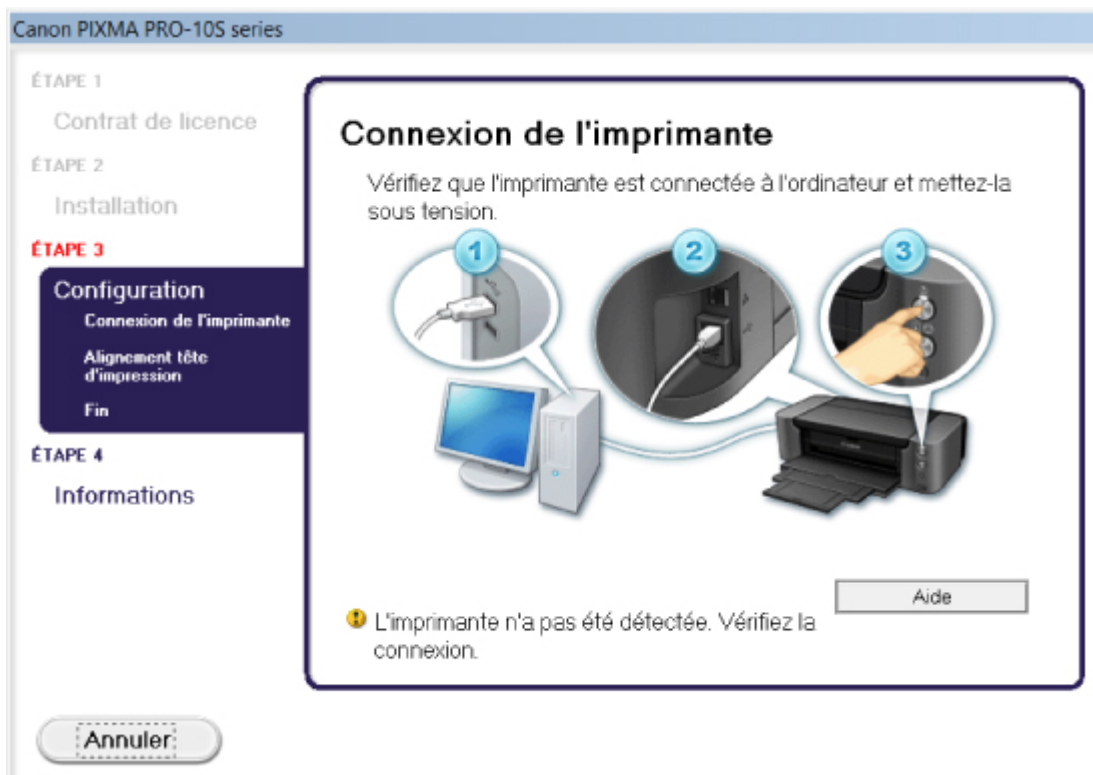 Canon PIXMA PRO-10S series
ÉTAPE 1
Contrat de licence
ÉTAPE 2
Installation
ÉTAPE 3
Configuration
Connexion de l'imprimante
Alignement tête
d'impression
Fin
ÉTAPE 4
Informations
Connexion de l'imprimante
Vérifiez que l'imprimante est connectée à l'ordinateur et mettez-la
sous tension.
1
2
3
Aide
L'imprimante n'a pas été détectée. Vérifiez la
connexion.
Annuler